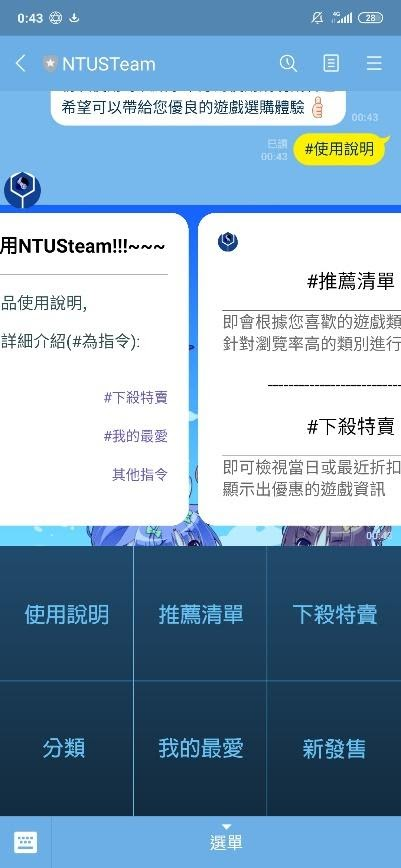 0:43
4G
28
NTUSTeam
希望可以帶給您優良的遊戲選購體驗
00:43
已讀
00:43
#使用說明
用NTUSteam!!!~~~
品使用說明,
詳細介紹(#為指令):
#下殺特賣
#我的最愛
其他指令
#推薦清單
即會根據您喜歡的遊戲類
針對瀏覽率高的類別進行
#下殺特賣
即可檢視當日或最近折扣
顯示出優惠的遊戲資訊
00:43
使用說明
推薦清單
下殺特賣
分類
我的最愛
新發售
選單